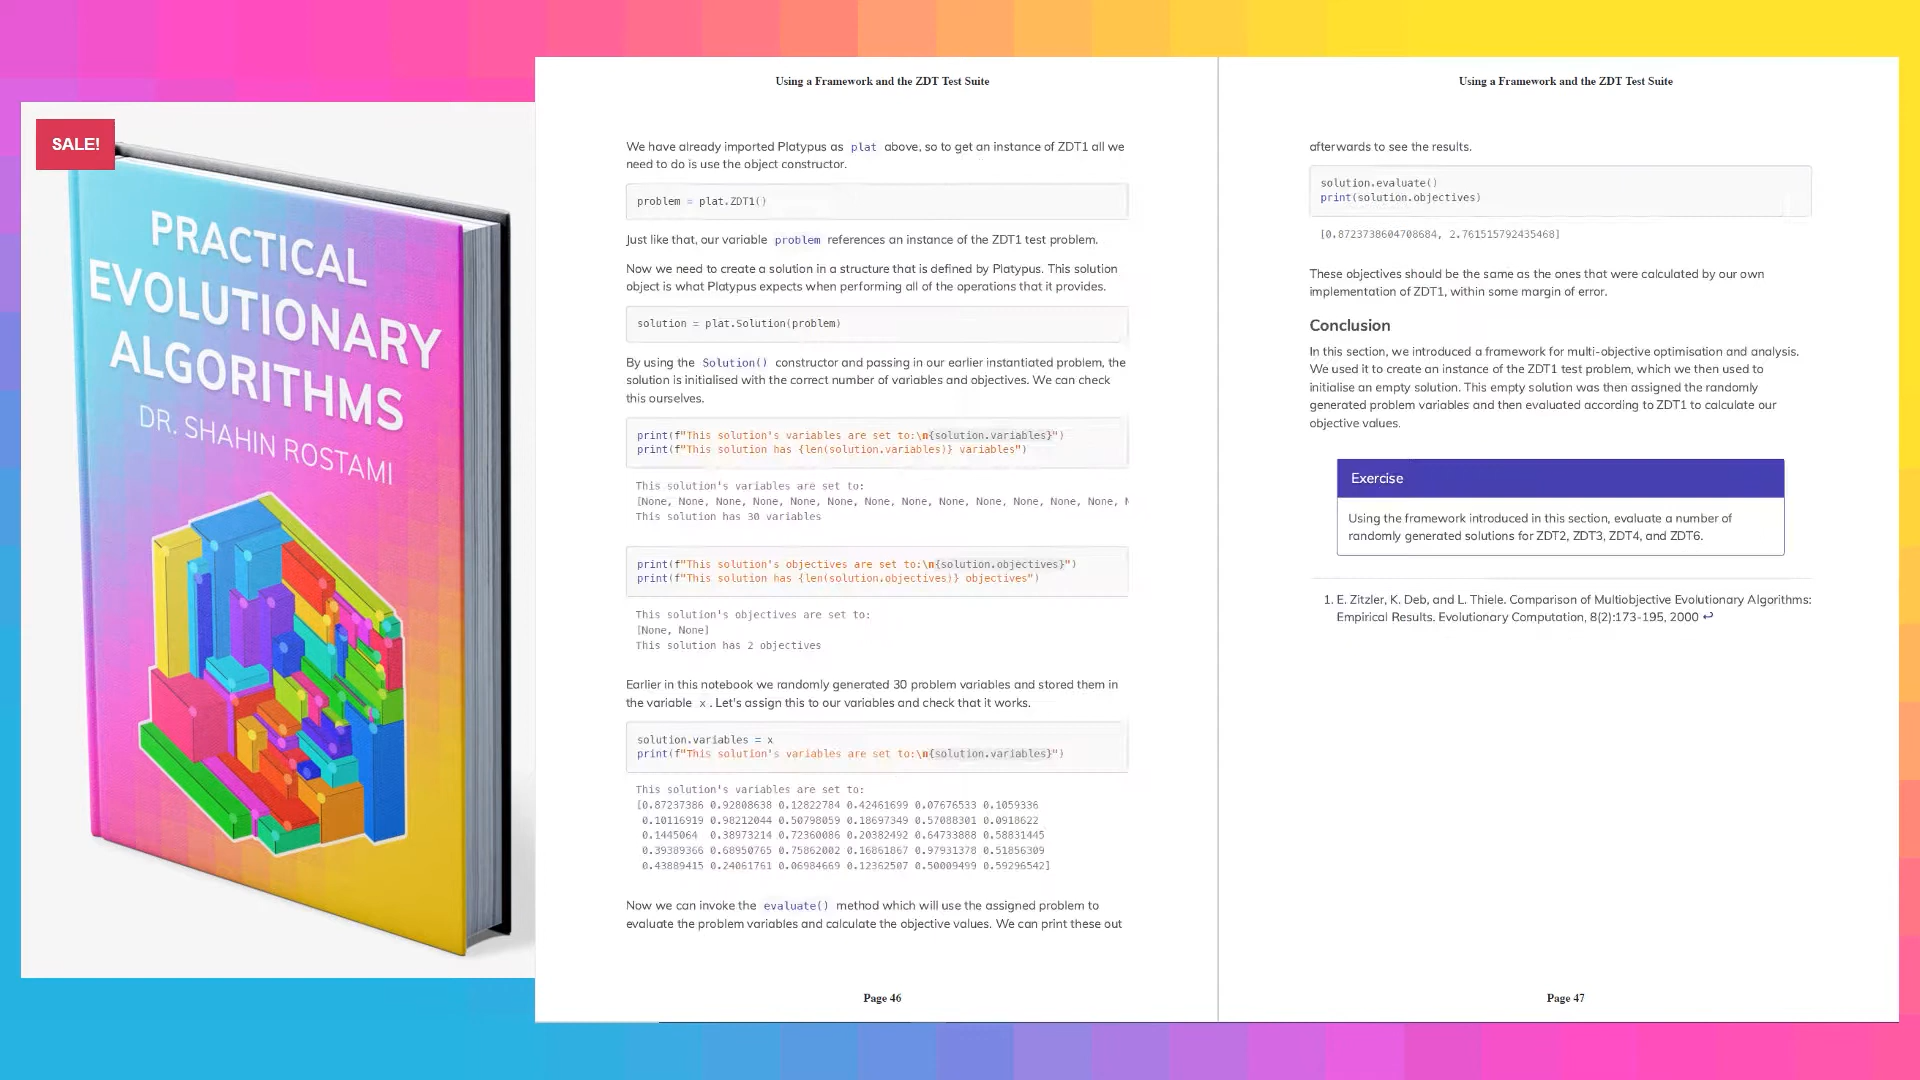 SALE!
PRACTICAL
EVOLUTIONARY
ALGORITHMS
DR. SHAHIN ROSTAMI
Using a Framework and the ZDT Test Suite
We have already imported Platypus as plat above, so to get an instance of ZDT1 all we
need to do is use the object constructor.
problem = plat.ZDT1()
Just like that, our variable problem references an instance of the ZDT1 test problem.
Now we need to create a solution in a structure that is defined by Platypus. This solution
object is what Platypus expects when performing all of the operations that it provides.
solution = plat.Solution(problem)
By using the Solution() constructor and passing in our earlier instantiated problem, the
solution is initialised with the correct number of variables and objectives. We can check
this ourselves.
print(f"This solution's variables are set to:\n{solution.variables}")
print(f"This solution has {len(solution.variables)} variables")
This solution's variables are set to:
[None, None, None, None, None, None, None, None, None, None, None, None, None, N
This solution has 30 variables
print(f"This solution's objectives are set to:\n{solution.objectives}")
print(f"This solution has {len(solution.objectives)} objectives")
This solution's objectives are set to:
[None, None]
This solution has 2 objectives
Earlier in this notebook we randomly generated 30 problem variables and stored them in
the variable x . Let's assign this to our variables and check that it works.
solution.variables = x
print(f"This solution's variables are set to:\n{solution.variables}")
This solution's variables are set to:
[0.87237386 0.92808638 0.12822784 0.42461699 0.07676533 0.1059336
0.10116919 0.98212044 0.50798059 0.18697349 0.57088301 0.0918622
0.1445064 0.38973214 0.72360086 0.20382492 0.64733888 0.58831445
0.39389366 0.68950765 0.75862002 0.16861867 0.97931378 0.51856309
0.43889415 0.24061761 0.06984669 0.12362507 0.50009499 0.59296542]
Now we can invoke the evaluate() method which will use the assigned problem to
evaluate the problem variables and calculate the objective values. We can print these out
Page 46
Using a Framework and the ZDT Test Suite
afterwards to see the results.
solution.evaluate()
print(solution.objectives)
[0.8723738604708684, 2.761515792435468]
These objectives should be the same as the ones that were calculated by our own
implementation of ZDT1, within some margin of error.
Conclusion
In this section, we introduced a framework for multi-objective optimisation and analysis.
We used it to create an instance of the ZDT1 test problem, which we then used to
initialise an empty solution. This empty solution was then assigned the randomly
generated problem variables and then evaluated according to ZDT1 to calculate our
objective values.
Exercise
Using the framework introduced in this section, evaluate a number of
randomly generated solutions for ZDT2, ZDT3, ZDT4, and ZDT6.
1. E. Zitzler, K. Deb, and L. Thiele. Comparison of Multiobjective Evolutionary Algorithms:
Empirical Results. Evolutionary Computation, 8(2):173-195, 2000 ↩
Page 47